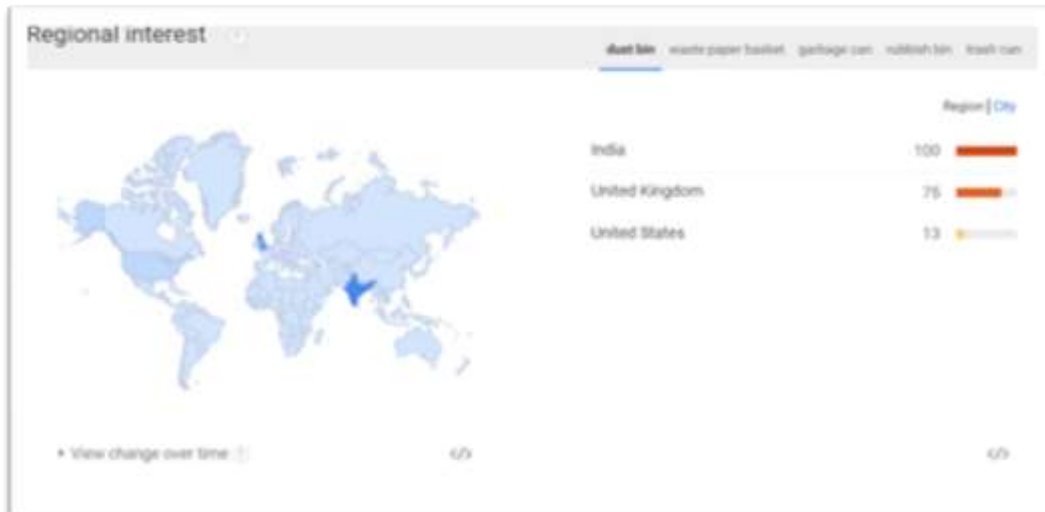 Regional interest
dust bin waste paper basket garbage can rubbish bin trash can
Region | City
India 100
United Kingdom 75
United States 13
View change over time ?
</>
</>